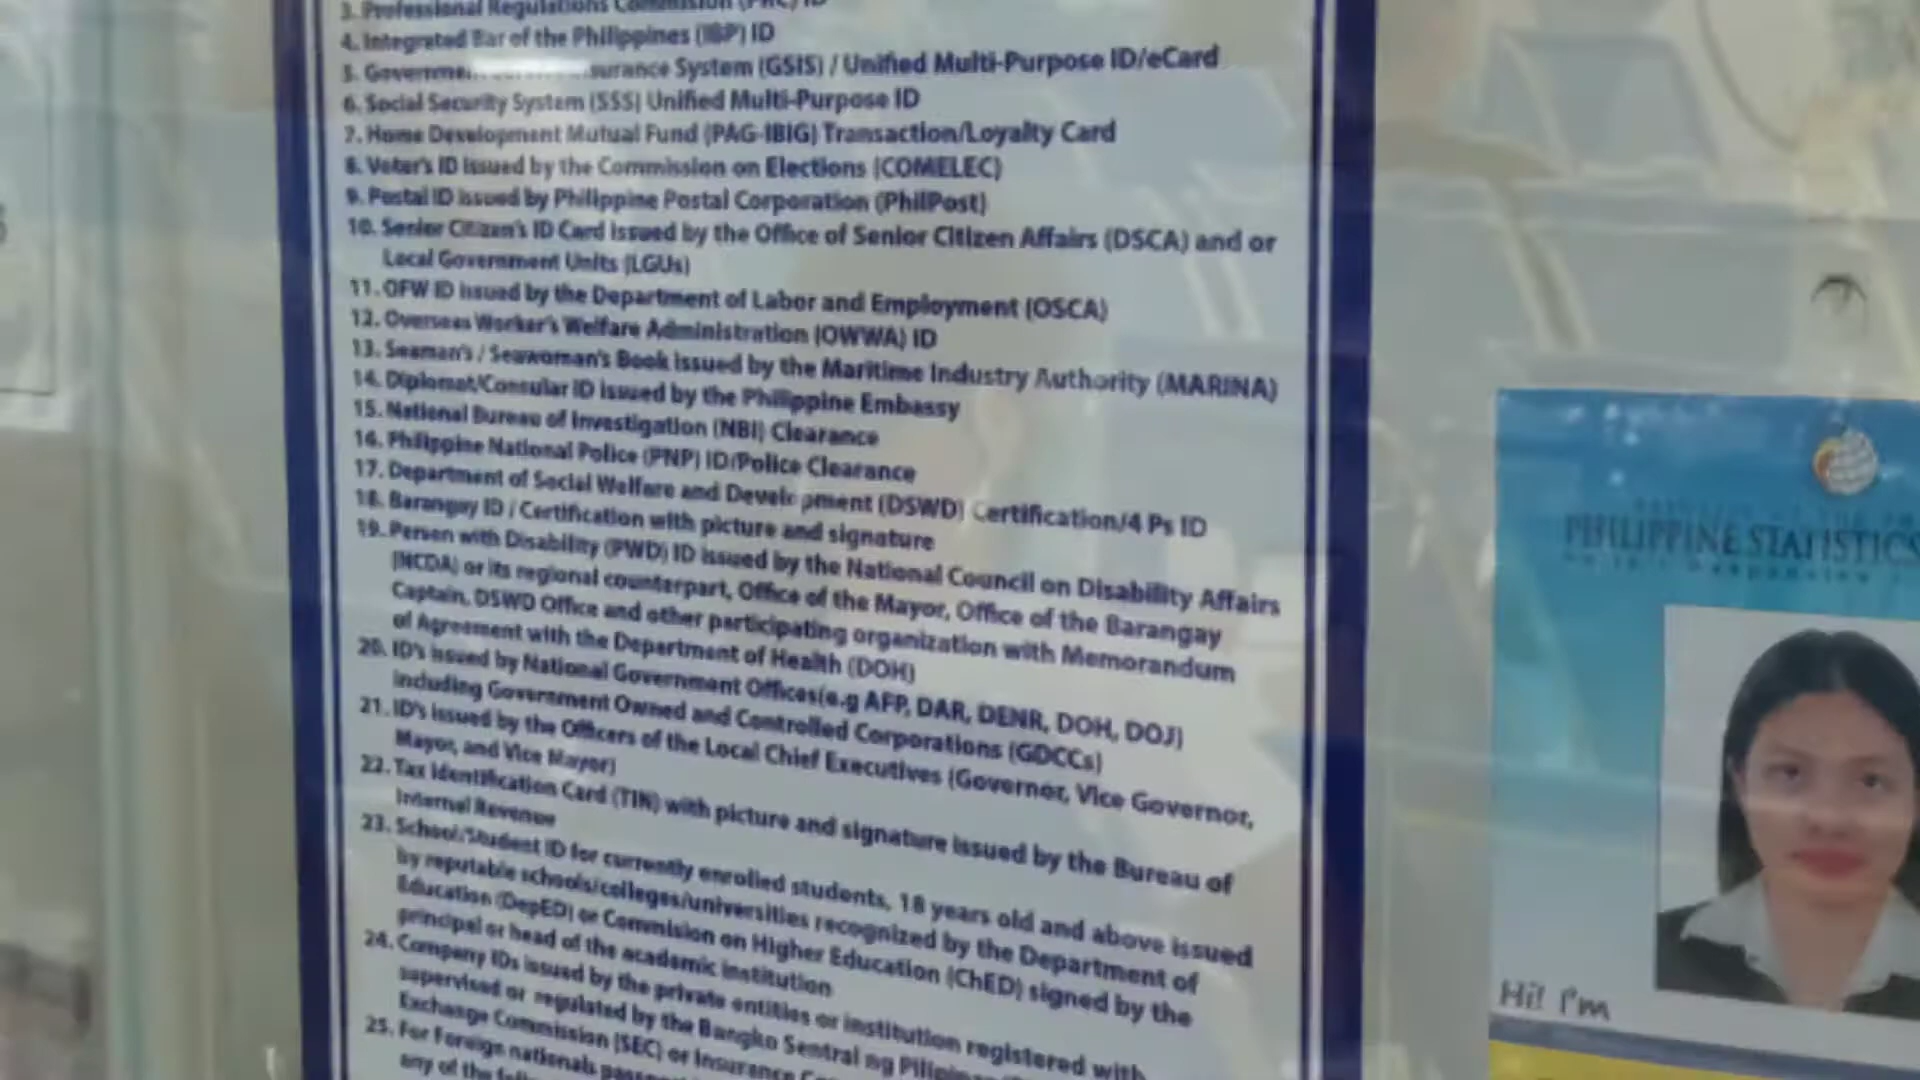 3. Professional Regulations Commission (PRC) ID
4. Integrated Bar of the Philippines (IBP) ID
5. surance System (GSIS) / Unified Multi-Purpose ID/eCard
6. Social Security System (SSS) Unified Multi-Purpose ID
7. Home Development Mutual Fund (PAG-IBIG) Transaction/Loyalty Card
8. Voter's ID issued by the Commission on Elections (COMELEC)
9. Postal ID issued by Philippine Postal Corporation (PhilPost)
10. Senior Citizen's ID Card issued by the Office of Senior Citizen Affairs (DSCA) and or
Local Government Units (LGUs)
11. OFW ID issued by the Department of Labor and Employment (OSCA)
12. Overseas Worker's Welfare Administration (OWWA) ID
13. Seaman's / Seawoman's Book issued by the Maritime Industry Authority (MARINA)
14. Diplomat/Consular ID issued by the Philippine Embassy
15. National Bureau of Investigation (NBI) Clearance
16. Philippine National Police (PNP) ID/Police Clearance
17. Department of Social Welfare and Development (DSWD) Certification/4 Ps ID
18. Barangay ID / Certification with picture and signature
19. Person with Disability (PWD) ID issued by the National Council on Disability Affairs
(NCDA) or its regional counterpart, Office of the Mayor, Office of the Barangay
Captain, DSWD Office and other participating organization with Memorandum
of Agreement with the Department of Health (DOH)
20. ID's issued by National Government Offices(e.g AFP, DAR, DENR, DOH, DOJ)
including Government Owned and Controlled Corporations (GDCCs)
21. ID's issued by the Officers of the Local Chief Executives (Governor, Vice Governor,
Mayor, and Vice Mayor)
22. Tax Identification Card (TIN) with picture and signature issued by the Bureau of
Internal Revenue
23. School/Student ID for currently enrolled students, 18 years old and above issued
by reputable schools/colleges/universities recognized by the Department of
Education (DepED) or Commision on Higher Education (ChED) signed by the
principal or head of the academic institution
24. Company IDs issued by the private entities or institution registered with
supervised or regulated by the Bangko Sentral ng Pilipinas
Exchange Commission (SEC) or Insurance
25. For Foreign nationals
any of the
PHILIPPINE STATISTICS
Hi! I'm